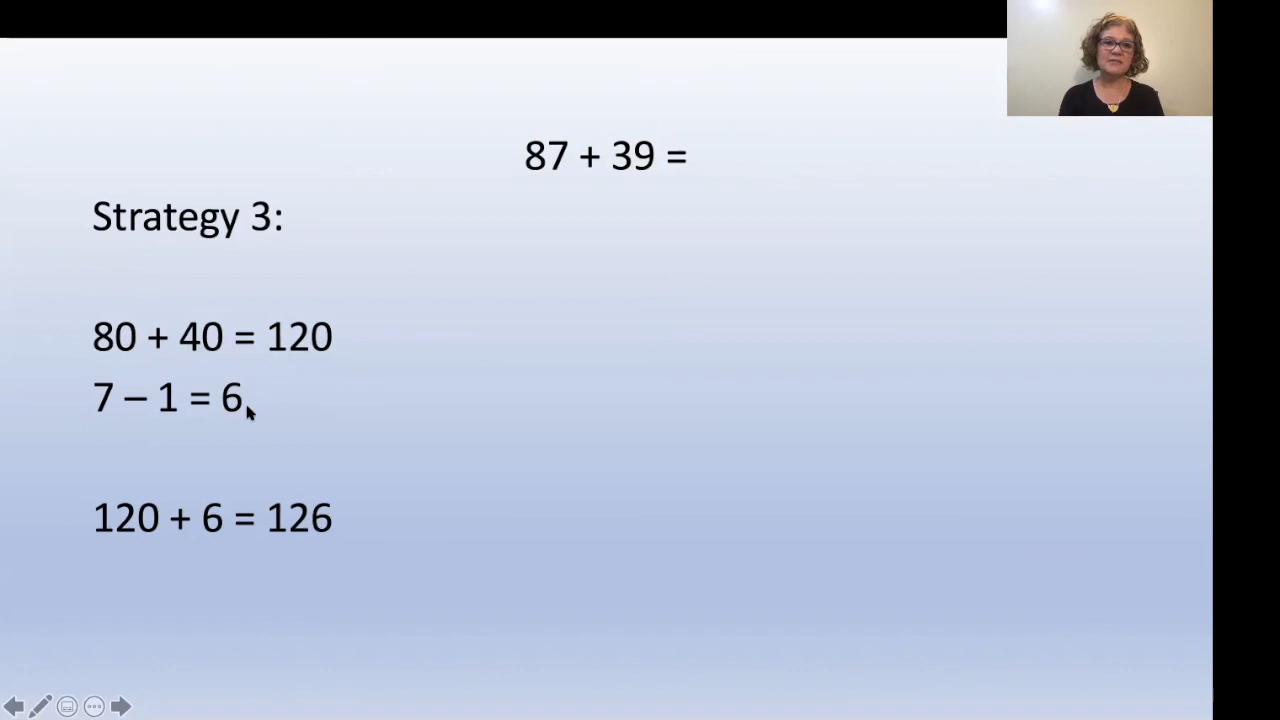 87 + 39 =
Strategy 3:
80 + 40 = 120
7 – 1 = 6
120 + 6 = 126